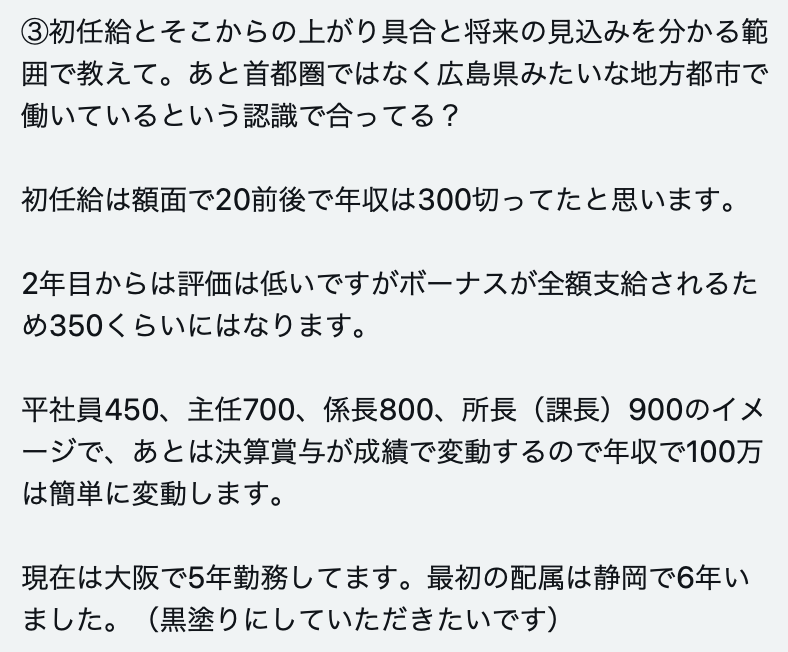 ③初任給とそこからの上がり具合と将来の見込みを分かる範
囲で教えて。あと首都圏ではなく広島県みたいな地方都市で
働いているという認識で合ってる？
初任給は額面で20前後で年収は300切ってたと思います。
2年目からは評価は低いですがボーナスが全額支給されるた
め350くらいにはなります。
平社員450、主任700、係長800、所長（課長）900のイメ
ージで、あとは決算賞与が成績で変動するので年収で100万
は簡単に変動します。
現在は大阪で5年勤務してます。最初の配属は静岡で6年い
ました。（黒塗りにしていただきたいです）